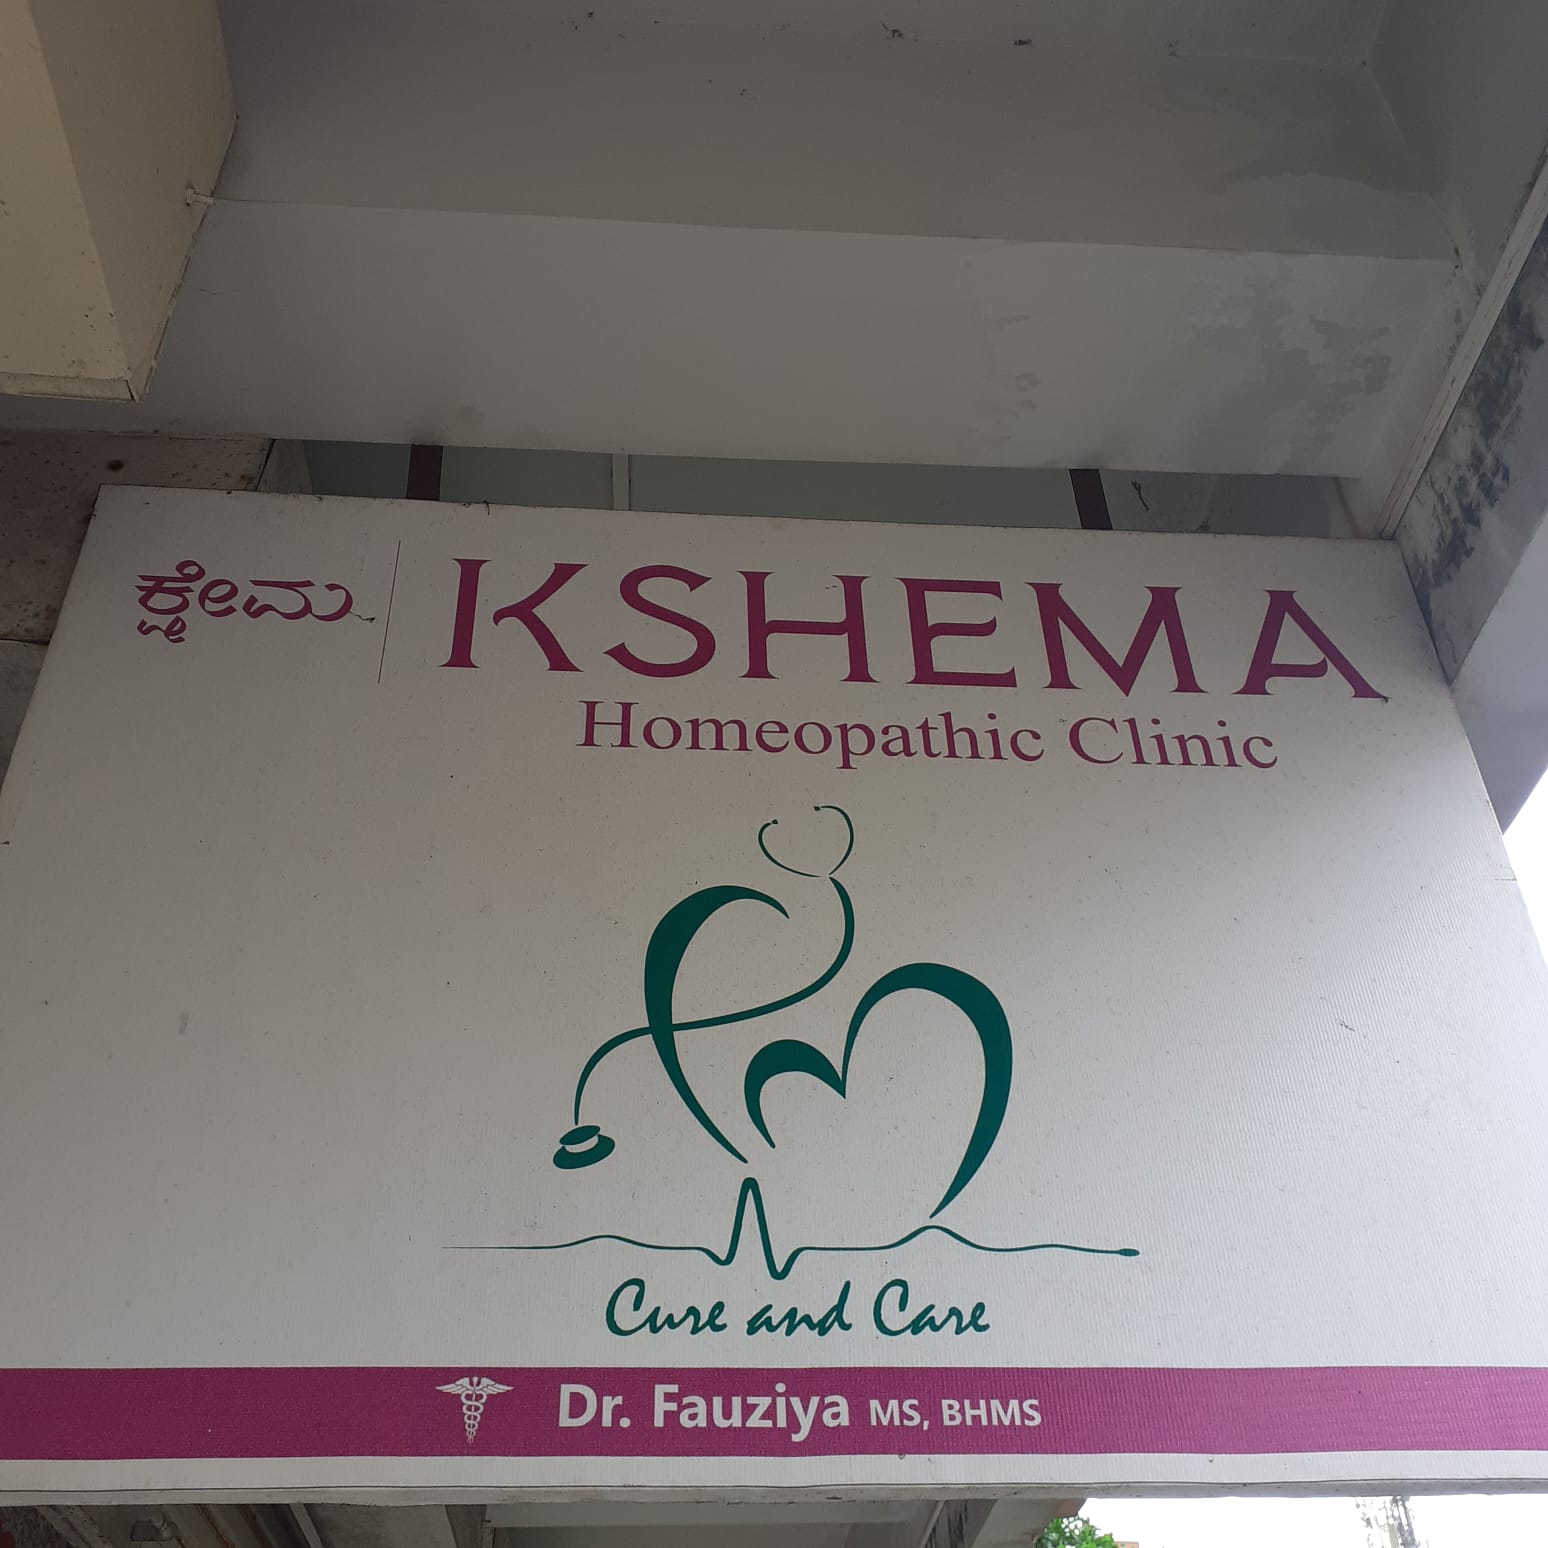 ಕ್ಷೇಮ
KSHEMA
Homeopathic Clinic
Cure and Care
Dr. Fauziya MS, BHMS